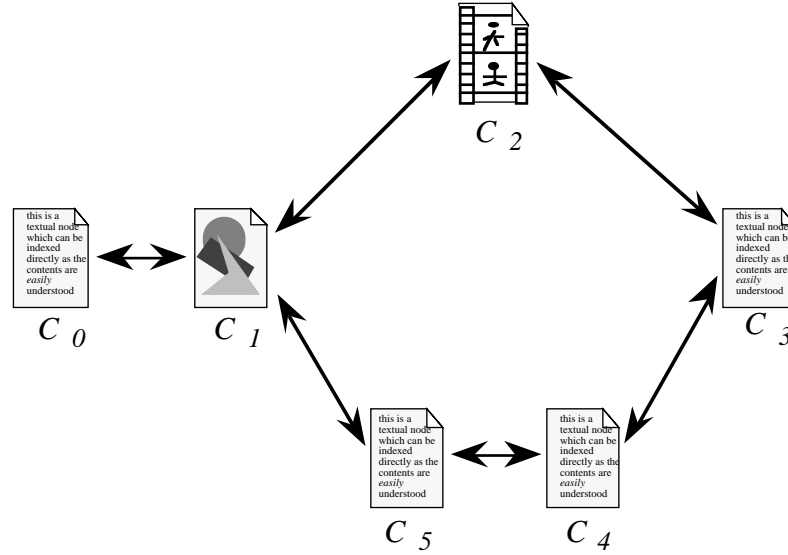 C 2
this is a
textual node
which can be
indexed
directly as the
contents are
easily
understood
C 0
C 1
this is a
textual node
which can be
indexed
directly as th
contents are
easily
understood
C 3
this is a
textual node
which can be
indexed
directly as the
contents are
easily
understood
C 5
this is a
textual node
which can be
indexed
directly as the
contents are
easily
understood
C 4